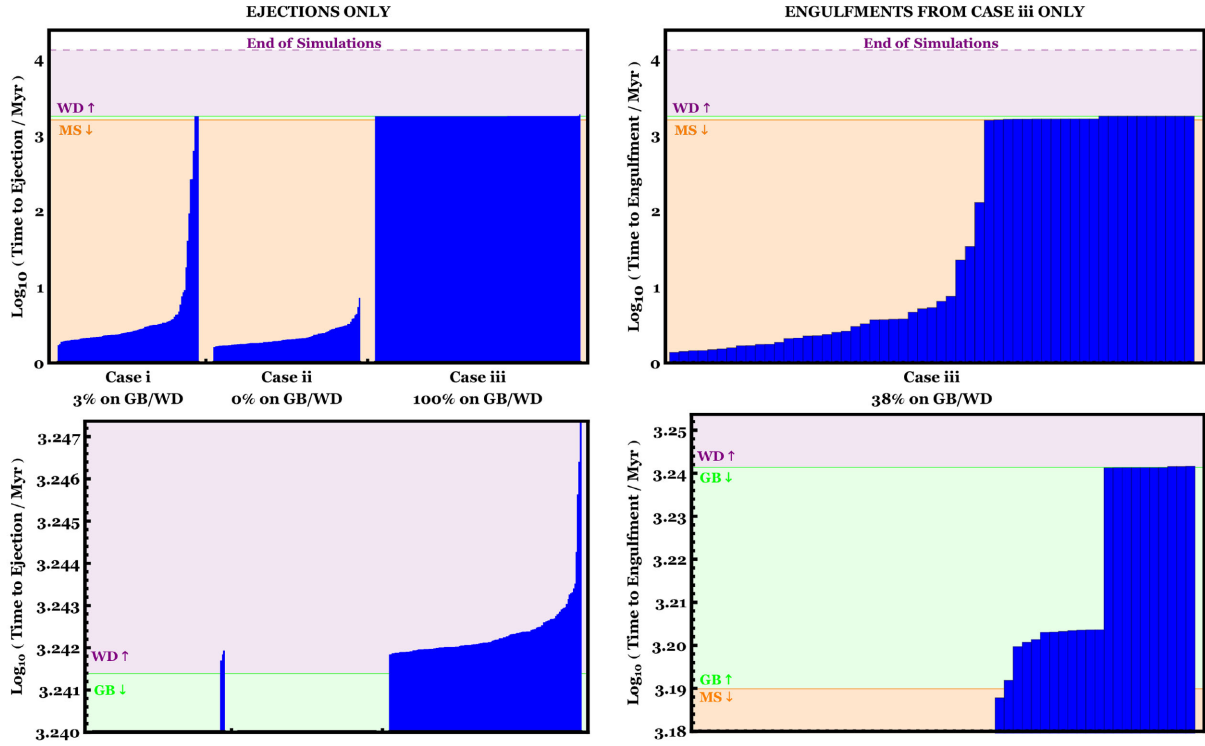 EJECTIONS ONLY
End of Simulations
WD ↑
MS ↓
Log10 ( Time to Ejection / Myr )
4
3
2
1
0
Case i
3% on GB/WD
Case ii
0% on GB/WD
Case iii
100% on GB/WD
ENGULFMENTS FROM CASE iii ONLY
End of Simulations
WD ↑
MS ↓
Log10 ( Time to Engulfment / Myr )
4
3
2
1
0
Case iii
38% on GB/WD
Log10 ( Time to Ejection / Myr )
3.247
3.246
3.245
3.244
3.243
3.242
3.241
3.240
WD ↑
GB ↓
Log10 ( Time to Engulfment / Myr )
3.25
3.24
3.23
3.22
3.21
3.20
3.19
3.18
WD ↑
GB ↓
GB ↑
MS ↓